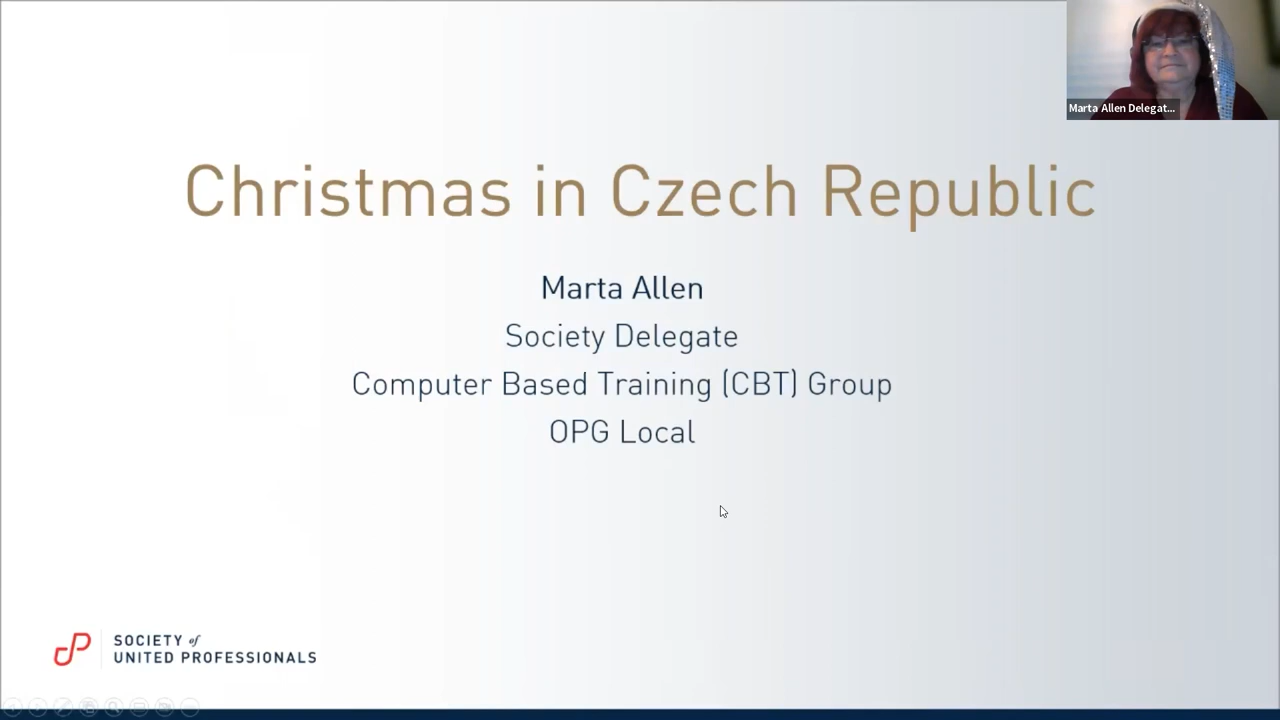 Marta Allen Delegat...
Christmas in Czech Republic
Marta Allen
Society Delegate
Computer Based Training (CBT) Group
OPG Local
SOCIETY of
UNITED PROFESSIONALS